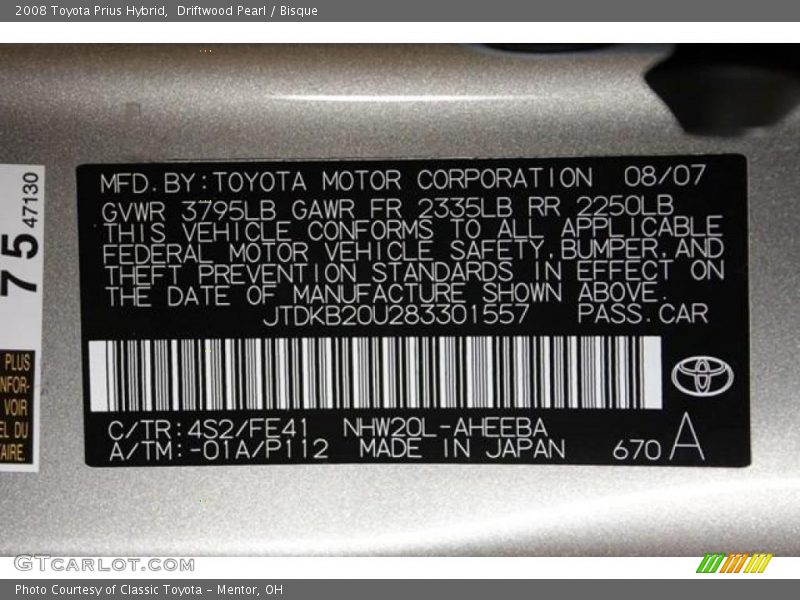 2008 Toyota Prius Hybrid, Driftwood Pearl / Bisque
MFD.BY:TOYOTA MOTOR CORPORATION 08/07
GVWR 3795LB GAWR FR 2335LB RR 2250LB
THIS VEHICLE CONFORMS TO ALL APPLICABLE
FEDERAL MOTOR VEHICLE SAFETY,BUMPER,AND
THEFT PREVENTION STANDARDS IN EFFECT ON
THE DATE OF MANUFACTURE SHOWN ABOVE.
JTDKB20U283301557 PASS.CAR
C/TR:4S2/FE41 NHW20L-AHEEBA
A/TM:-01A/P112 MADE IN JAPAN 670 A
75 47130
PLUS
NFOR-
VOIR
EL DU
AIRE.
GTCARLOT.COM
Photo Courtesy of Classic Toyota - Mentor, OH